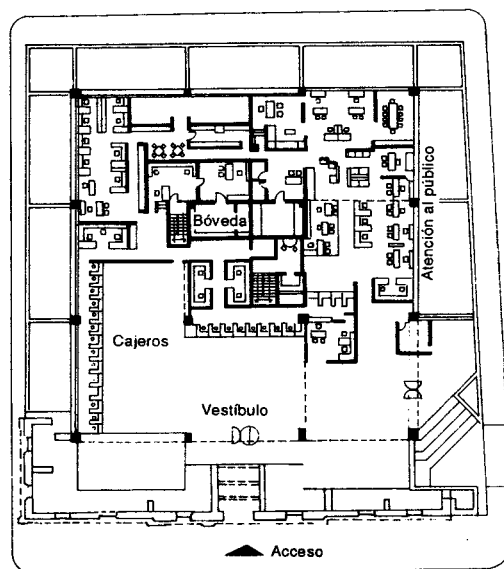 Bóveda
Atención al público
Cajeros
Vestíbulo
Acceso